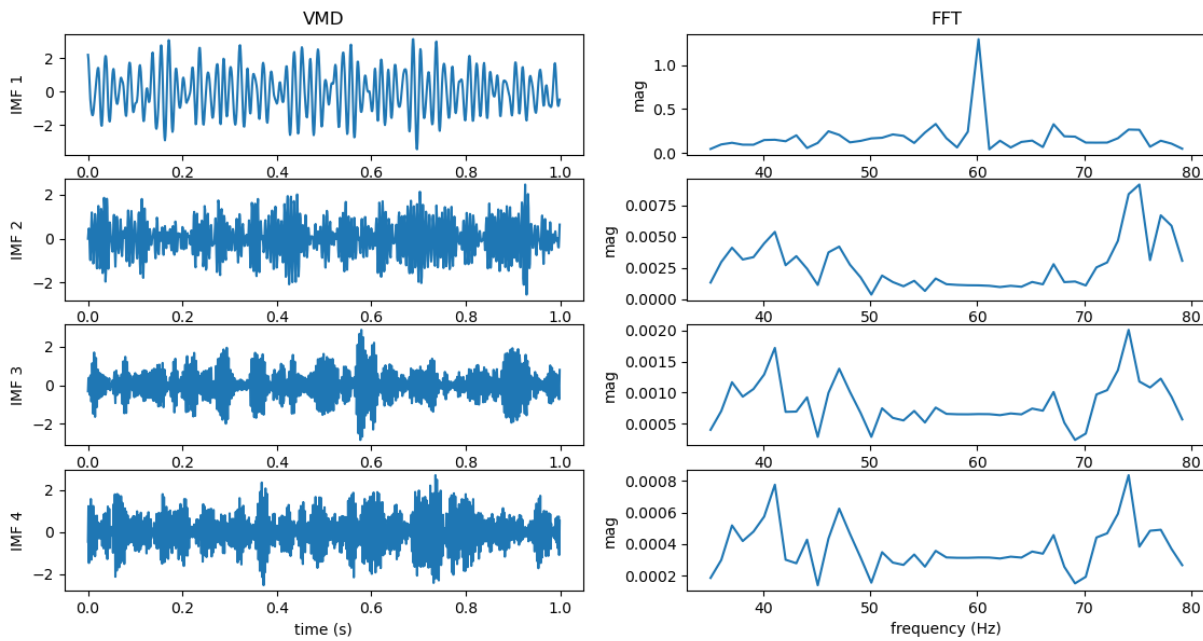 VMD
IMF 1
2
0
−2
0.0 0.2 0.4 0.6 0.8 1.0
IMF 2
2
0
−2
0.0 0.2 0.4 0.6 0.8 1.0
IMF 3
2
0
−2
0.0 0.2 0.4 0.6 0.8 1.0
IMF 4
2
0
−2
0.0 0.2 0.4 0.6 0.8 1.0
time (s)
FFT
mag
1.0
0.5
0.0
40 50 60 70 80
mag
0.0075
0.0050
0.0025
0.0000
40 50 60 70 80
mag
0.0020
0.0015
0.0010
0.0005
40 50 60 70 80
mag
0.0008
0.0006
0.0004
0.0002
40 50 60 70 80
frequency (Hz)